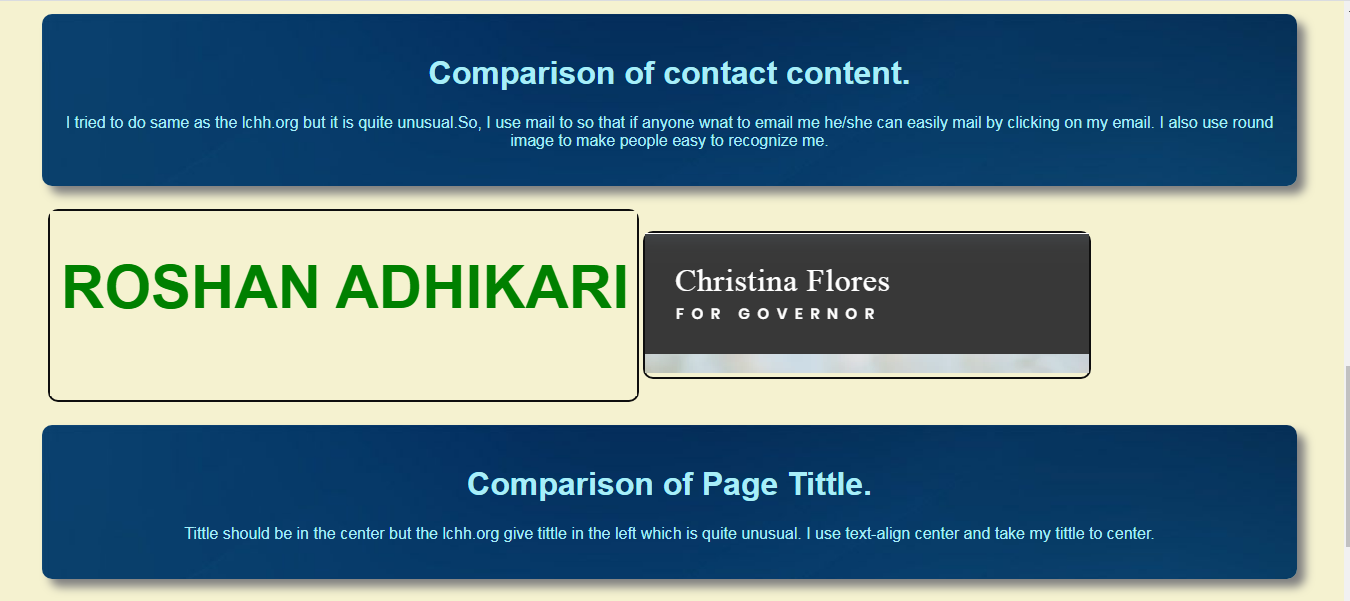 Comparison of contact content.
I tried to do same as the lchh.org but it is quite unusual.So, I use mail to so that if anyone wnat to email me he/she can easily mail by clicking on my email. I also use round
image to make people easy to recognize me.
ROSHAN ADHIKARI
Christina Flores
FOR GOVERNOR
Comparison of Page Tittle.
Tittle should be in the center but the lchh.org give tittle in the left which is quite unusual. I use text-align center and take my tittle to center.